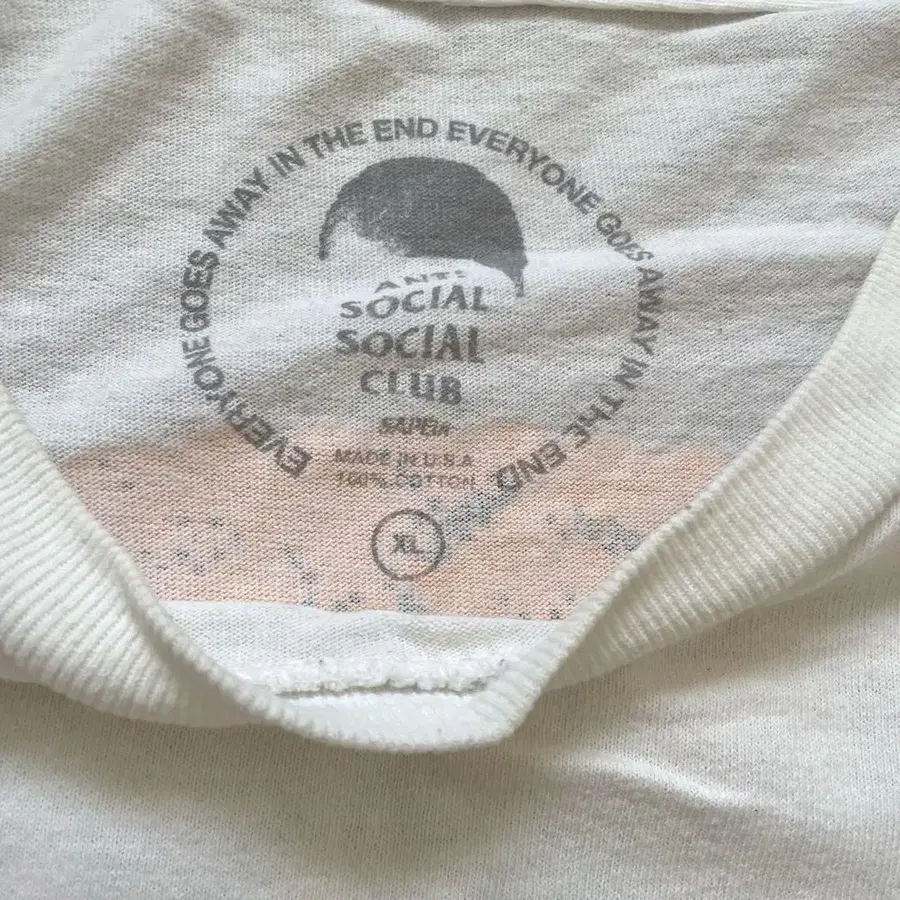 EVERYONE GOES AWAY IN THE END EVERYONE GOES AWAY IN THE END
ANTI
SOCIAL
SOCIAL
CLUB
MADE IN U.S.A
100% COTTON
XL